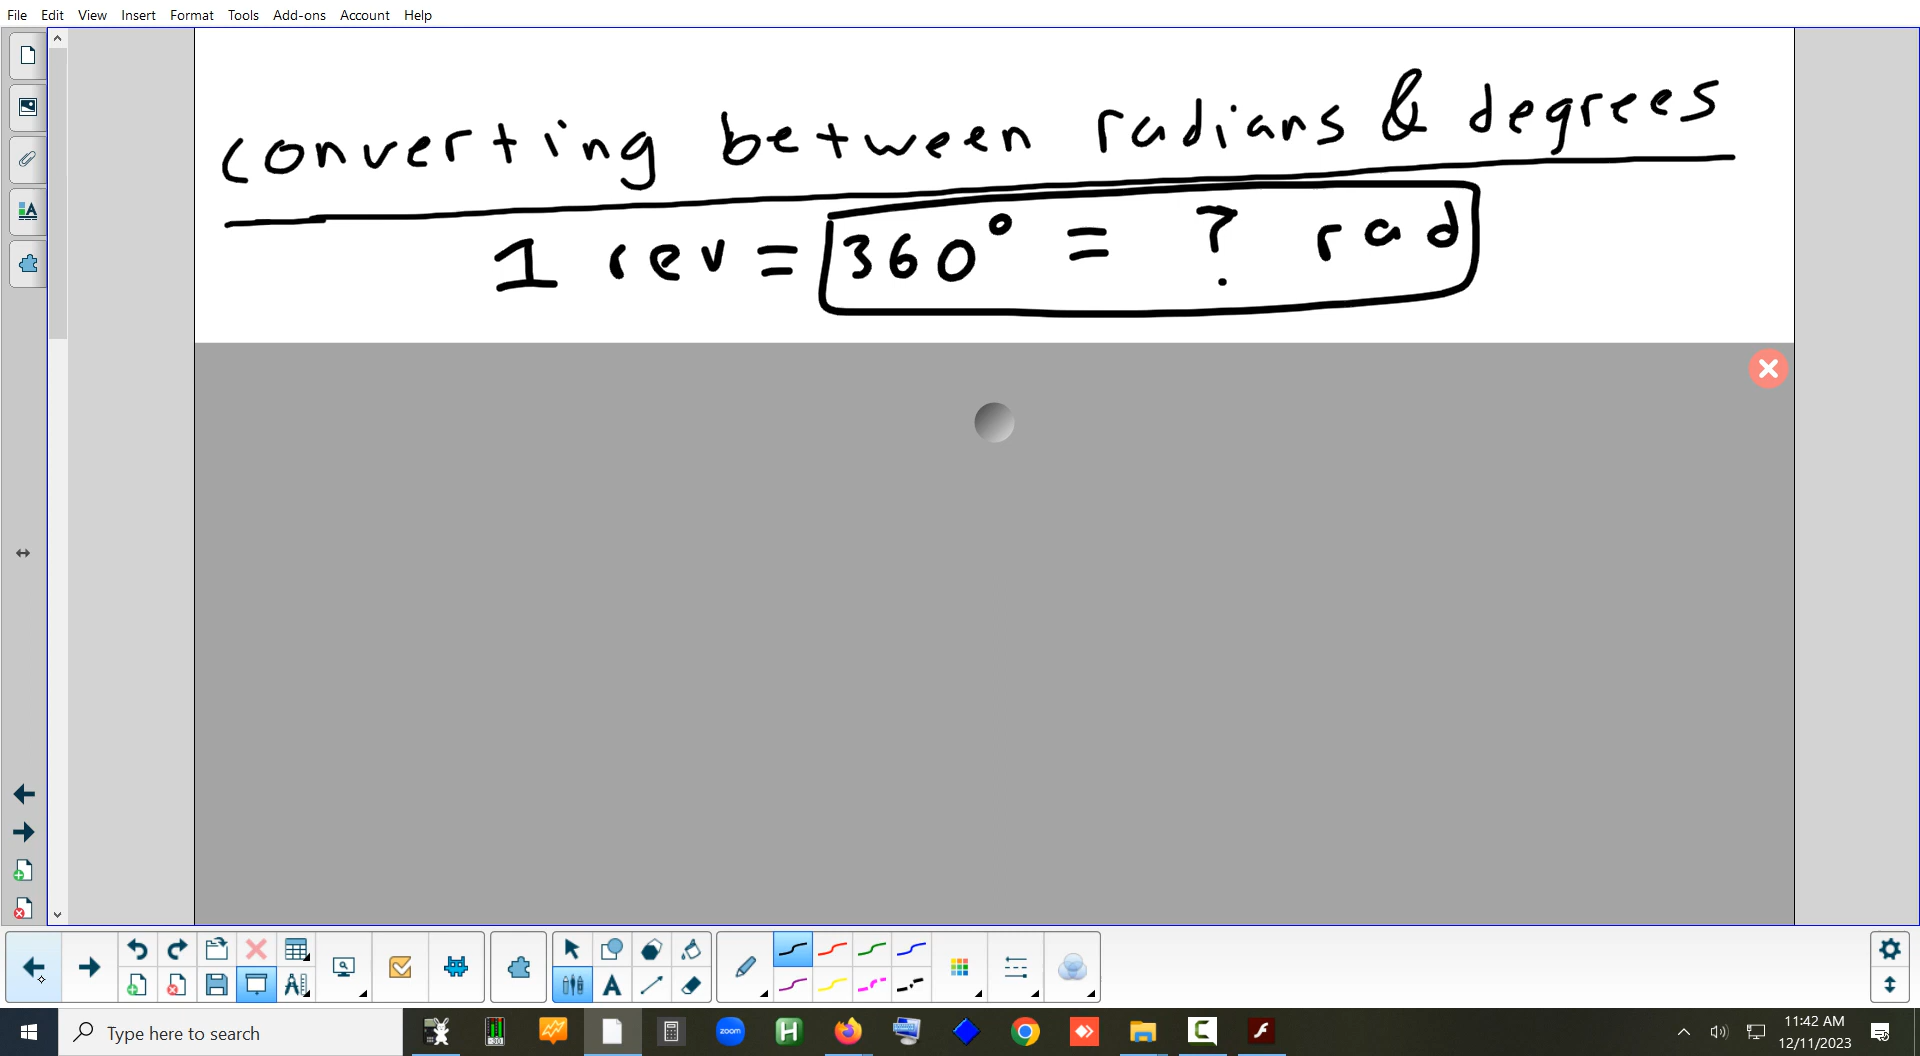 File Edit View Insert Format Tools Add-ons Account Help
converting between radians & degrees
1 rev = 360° = ? rad
Type here to search
zoom
11:42 AM
12/11/2023